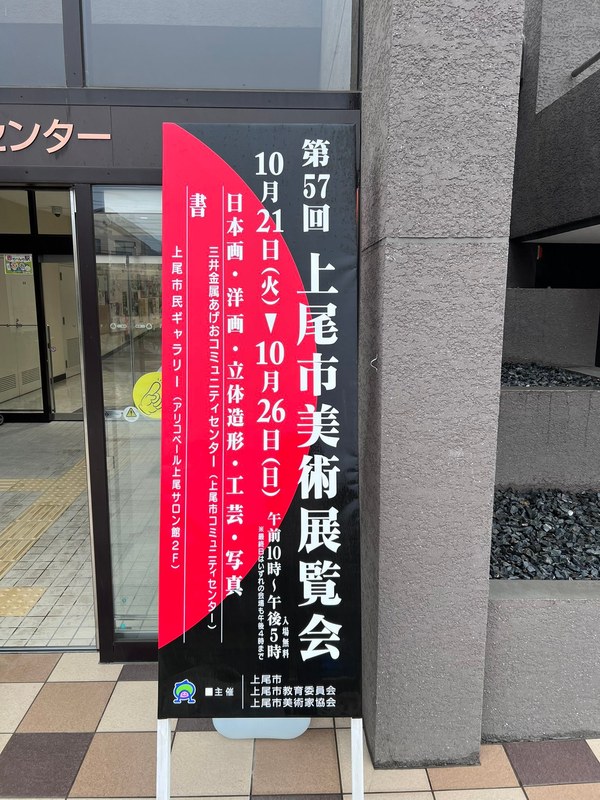 センター
第57回 上尾市美術展覧会
10月21日(火)▼10月26日(日)
午前10時〜午後5時
入場無料
※最終日はいずれの会場も午後4時まで
日本画・洋画・立体造形・工芸・写真
三井金属あげおコミュニティセンター(上尾市コミュニティセンター)
書
上尾市民ギャラリー(アリコベール上尾サロン館2F)
■主催
上尾市
上尾市教育委員会
上尾市美術家協会